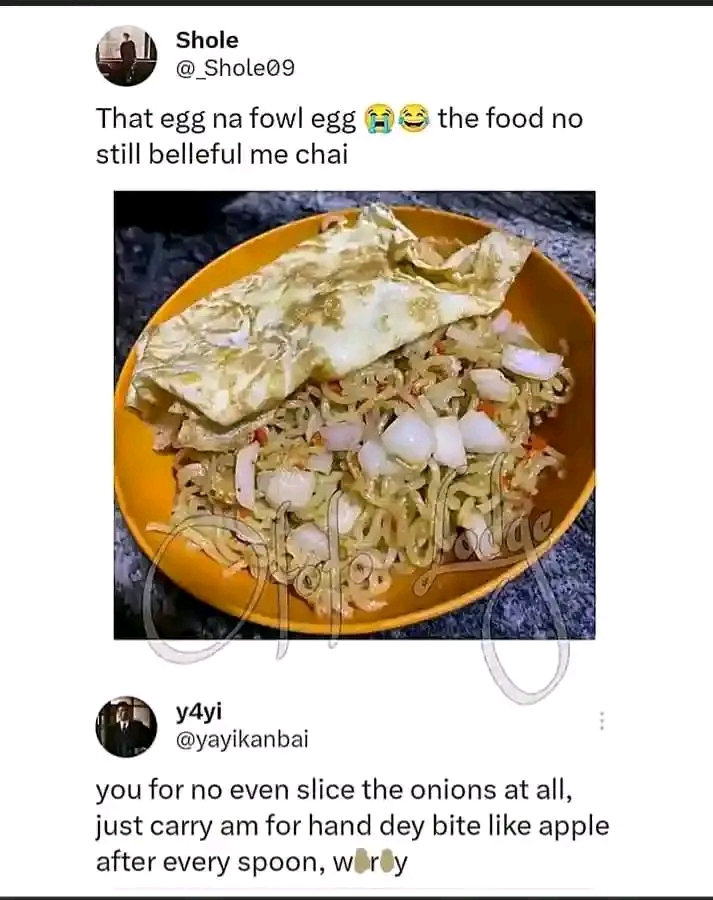 Shole
@_Shole09
That egg na fowl egg 😭😂 the food no
still belleful me chai
Lodge
y4yi
@yayikanbai
you for no even slice the onions at all,
just carry am for hand dey bite like apple
after every spoon,